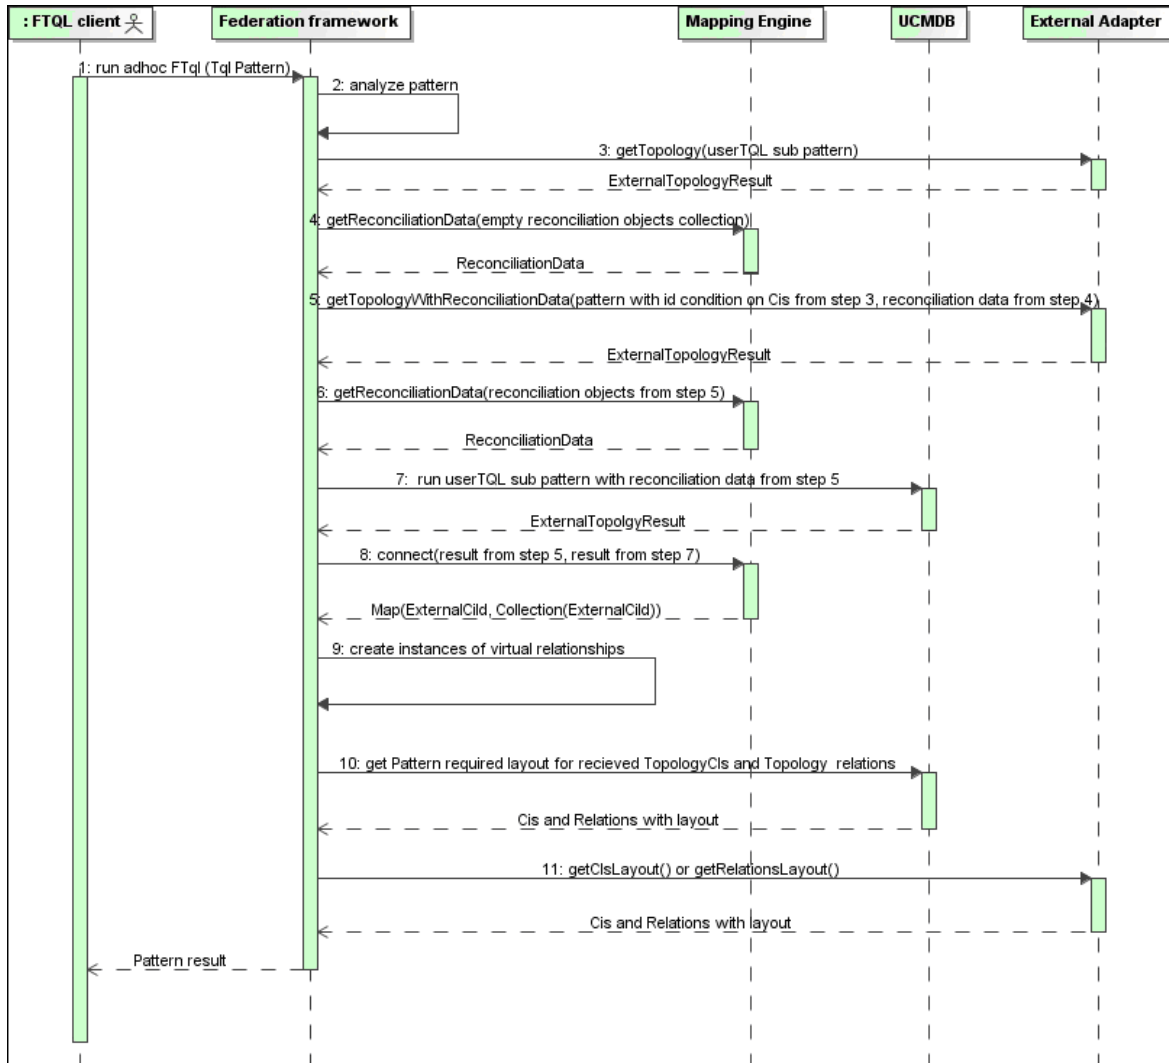 : FTQL client
Federation framework
Mapping Engine
UCMDB
External Adapter
1: run adhoc FTql (Tql Pattern)
2: analyze pattern
3: getTopology(userTQL sub pattern)
ExternalTopologyResult
4: getReconciliationData(empty reconciliation objects collection)
ReconciliationData
5: getTopologyWithReconciliationData(pattern with id condition on Cis from step 3, reconciliation data from step 4)
ExternalTopologyResult
6: getReconciliationData(reconciliation objects from step 5)
ReconciliationData
7: run userTQL sub pattern with reconciliation data from step 5
ExternalTopolgyResult
8: connect(result from step 5, result from step 7)
Map(ExternalCiId, Collection(ExternalCiId))
9: create instances of virtual relationships
10: get Pattern required layout for recieved TopologyCIs and Topology relations
Cis and Relations with layout
11: getCIsLayout() or getRelationsLayout()
Cis and Relations with layout
Pattern result